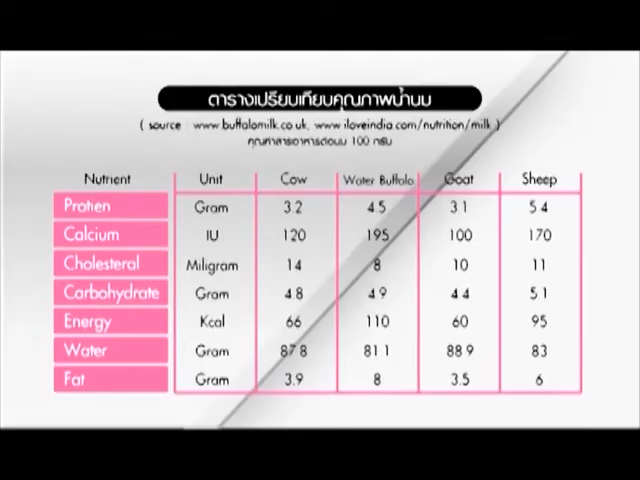 ตารางเปรียบเทียบคุณภาพน้ำนม
( source : www.buffalomilk.co.uk, www.iloveindia.com/nutrition/milk )
คุณค่าสารอาหารต่อนม 100 กรัม
Nutrient Unit Cow Water Buffalo Goat Sheep
Protien Gram 3.2 4.5 3.1 5.4
Calcium IU 120 195 100 170
Cholesteral Miligram 14 8 10 11
Carbohydrate Gram 4.8 4.9 4.4 5.1
Energy Kcal 66 110 60 95
Water Gram 87.8 81.1 88.9 83
Fat Gram 3.9 8 3.5 6